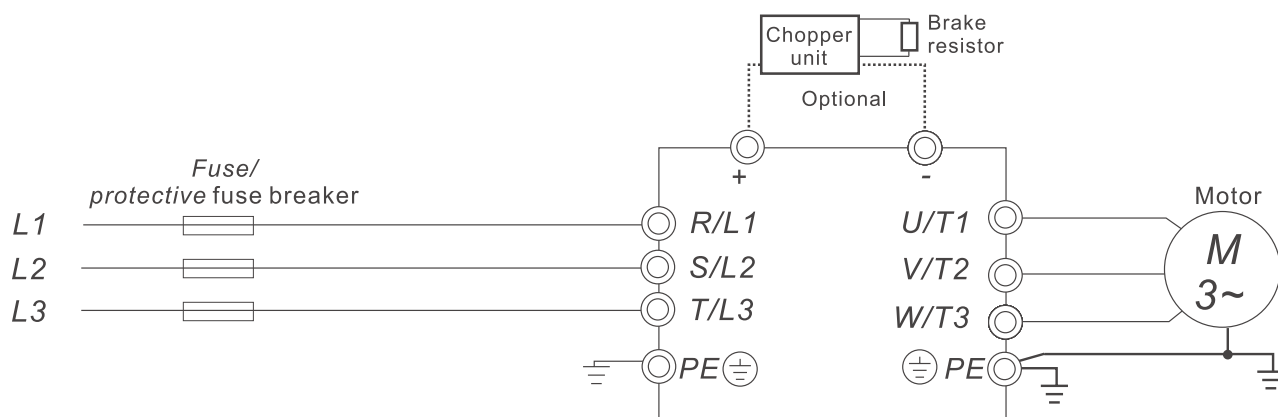 Chopper
unit
Brake
resistor
Optional
+
-
Fuse/
protective fuse breaker
L1
L2
L3
R/L1
S/L2
T/L3
PE
U/T1
V/T2
W/T3
PE
Motor
M
3~